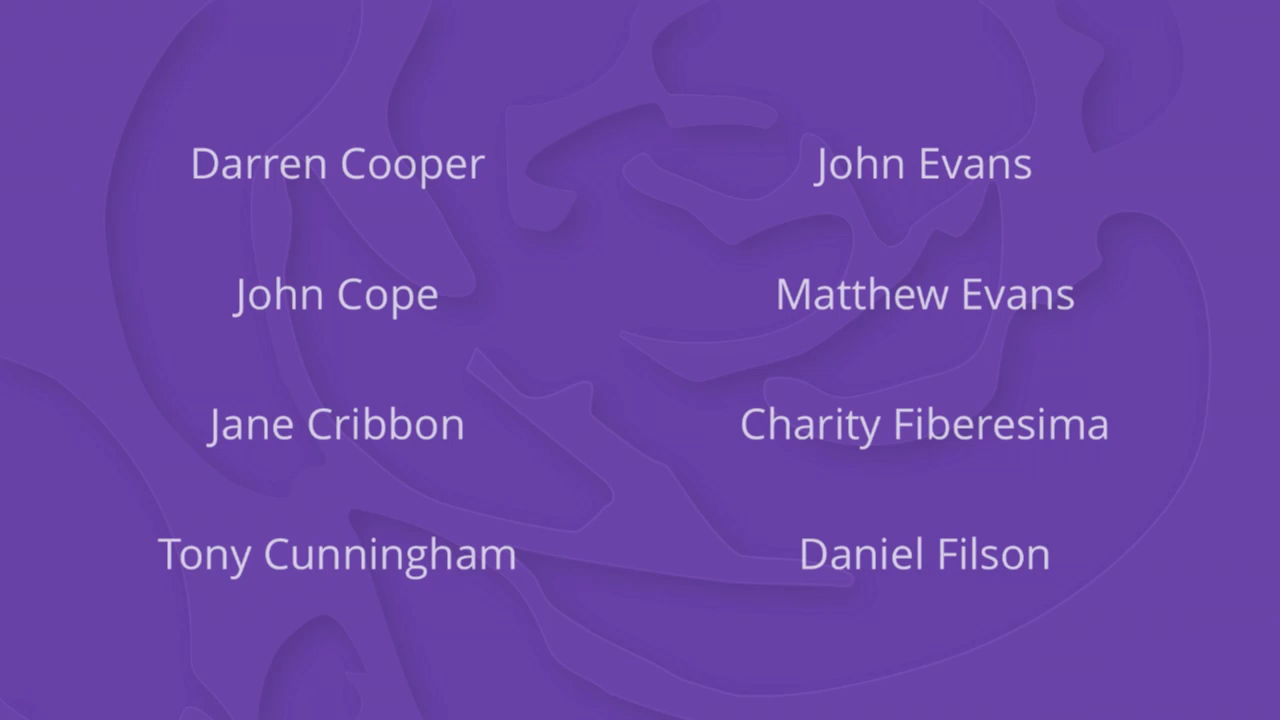 Darren Cooper
John Cope
Jane Cribbon
Tony Cunningham
John Evans
Matthew Evans
Charity Fiberesima
Daniel Filson